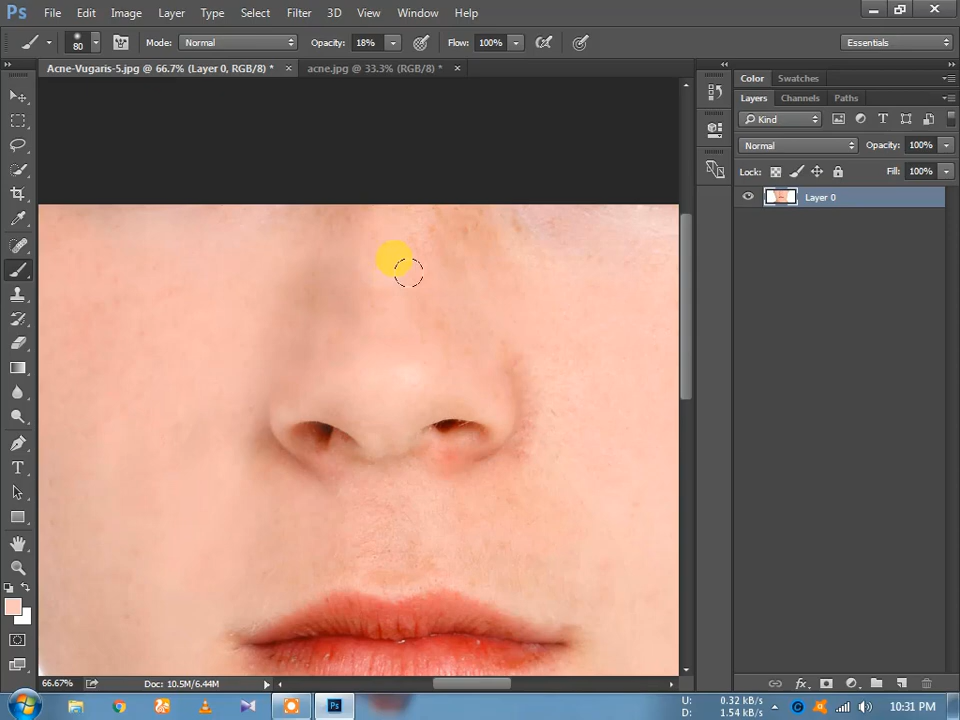 Ps File Edit Image Layer Type Select Filter 3D View Window Help
80 Mode: Normal Opacity: 18% Flow: 100% Essentials
Acne-Vugaris-5.jpg @ 66.7% (Layer 0, RGB/8) * × acne.jpg @ 33.3% (RGB/8) * ×
Color Swatches
Layers Channels Paths
Kind T
Normal Opacity: 100%
Lock: Fill: 100%
Layer 0
T
66.67% Doc: 10.5M/6.44M
fx
Ps U: 0.32 kB/s
D: 1.54 kB/s
10:31 PM